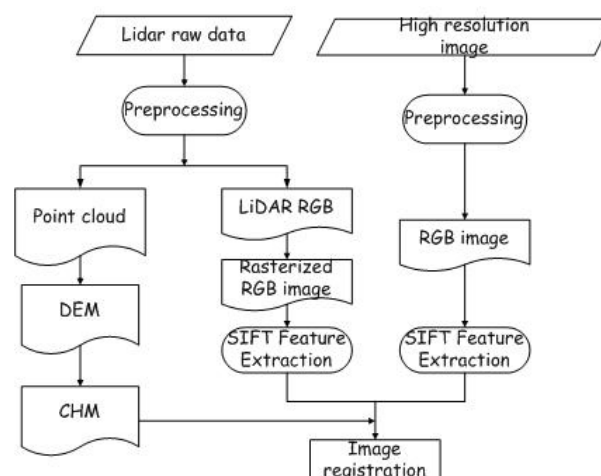 Lidar raw data
High resolution
image
Preprocessing
Preprocessing
Point cloud
LiDAR RGB
RGB image
Rasterized
RGB image
DEM
SIFT Feature
Extraction
SIFT Feature
Extraction
CHM
Image
registration